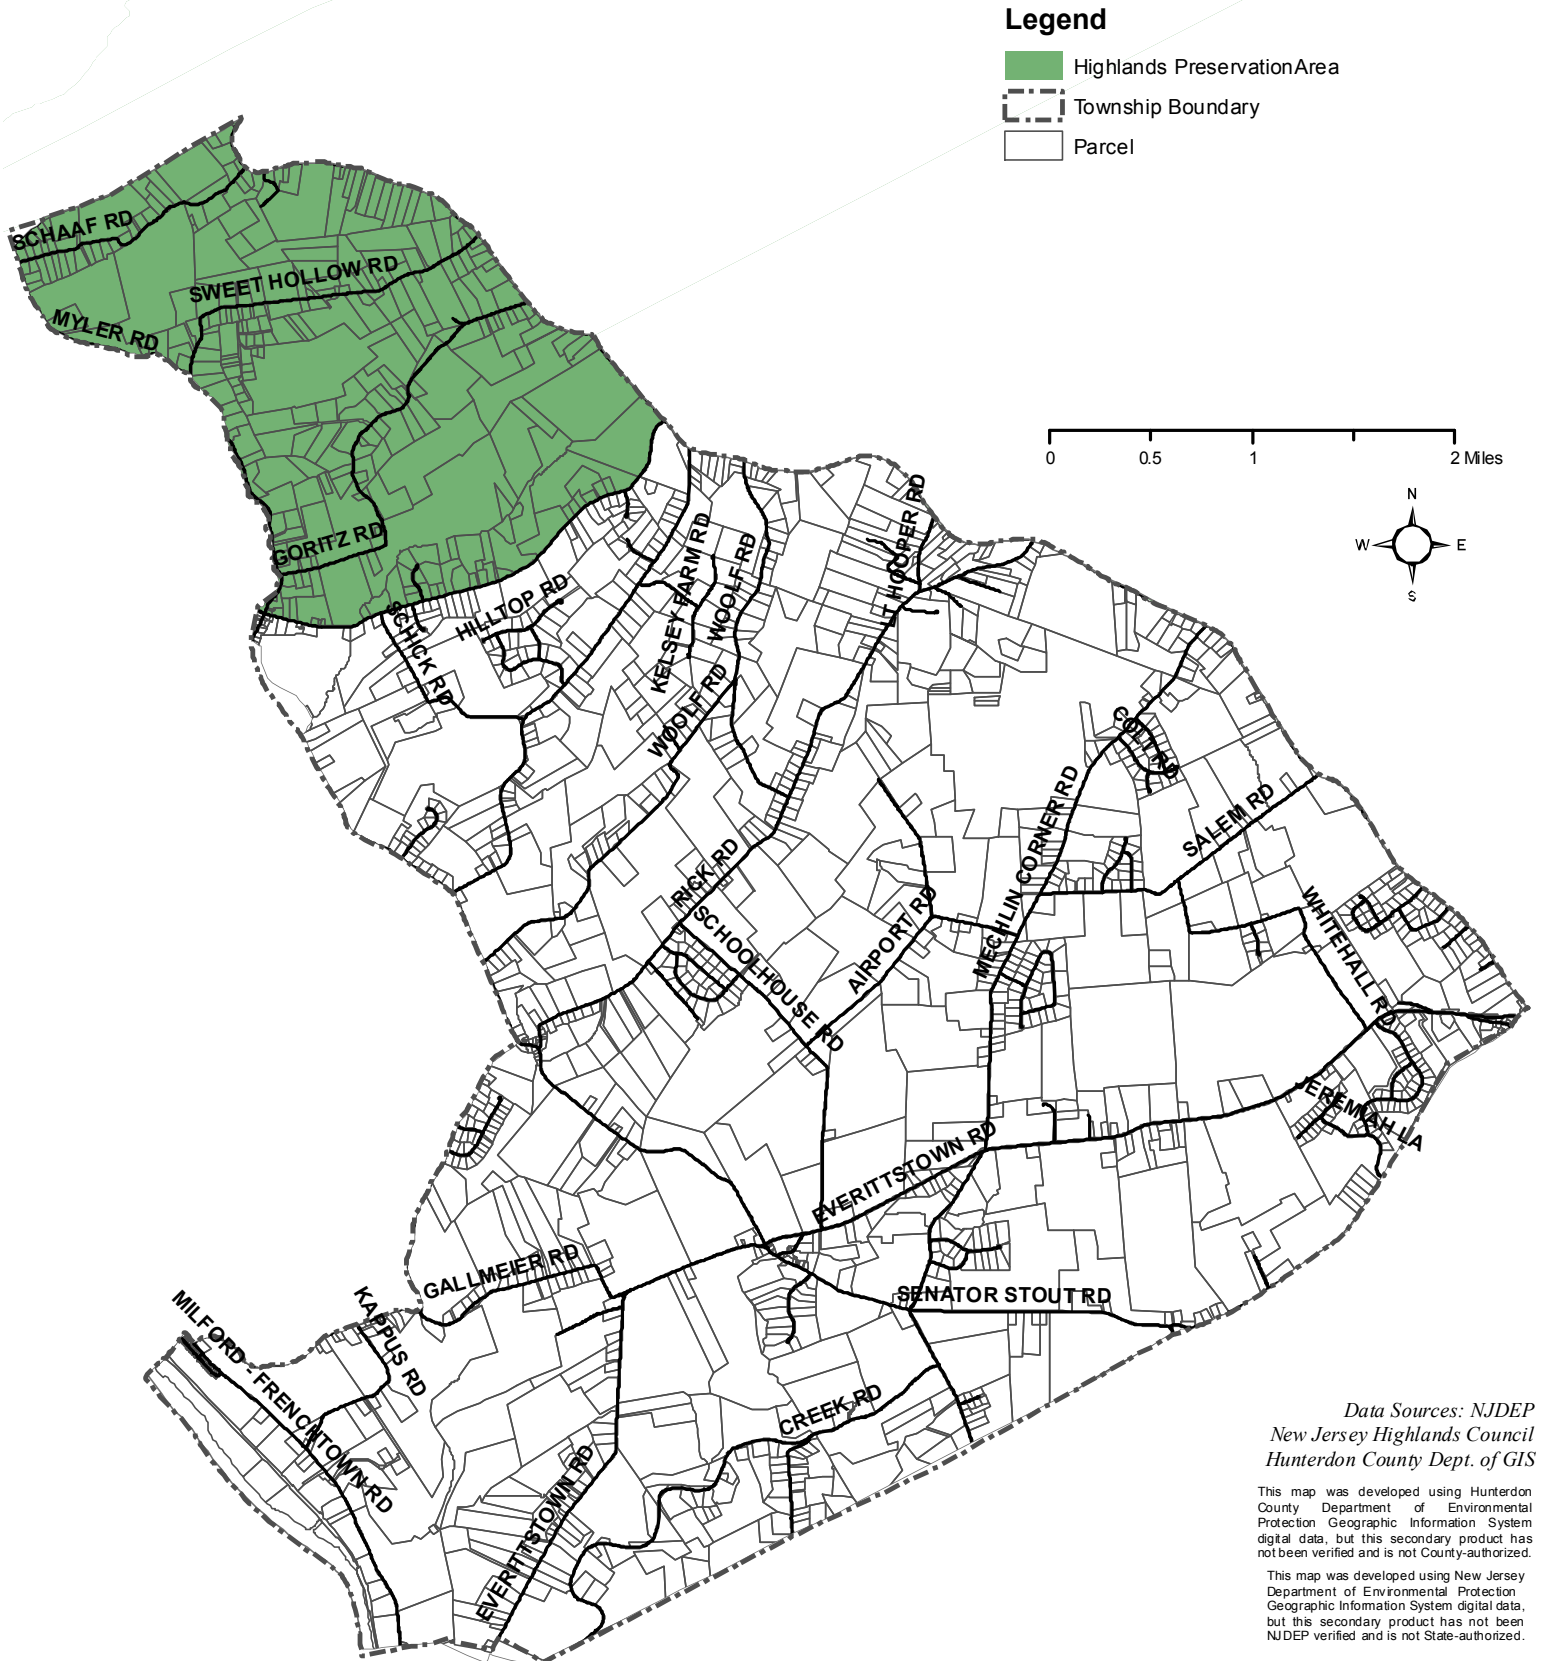 Legend
Highlands PreservationArea
Township Boundary
Parcel
SCHAAF RD
SWEET HOLLOW RD
MYLER RD
0 0.5 1 2 Miles
N
W E
S
GORITZ RD
LT HOOPER RD
KELSEY FARM RD
WOOLF RD
HILLTOP RD
SCHICK RD
WOOLF RD
COLT RD
MECHLIN CORNER RD
SALEM RD
RICK RD
SCHOOLHOUSE RD
AIRPORT RD
WHITEHALL RD
JEREMIAH LA
EVERITTSTOWN RD
GALLMEIER RD
SENATOR STOUT RD
KAPPUS RD
MILFORD - FRENCHTOWN RD
CREEK RD
EVERITTSTOWN RD
Data Sources: NJDEP
New Jersey Highlands Council
Hunterdon County Dept. of GIS
This map was developed using Hunterdon
County Department of Environmental
Protection Geographic Information System
digital data, but this secondary product has
not been verified and is not County-authorized.
This map was developed using New Jersey
Department of Environmental Protection
Geographic Information System digital data,
but this secondary product has not been
NJDEP verified and is not State-authorized.